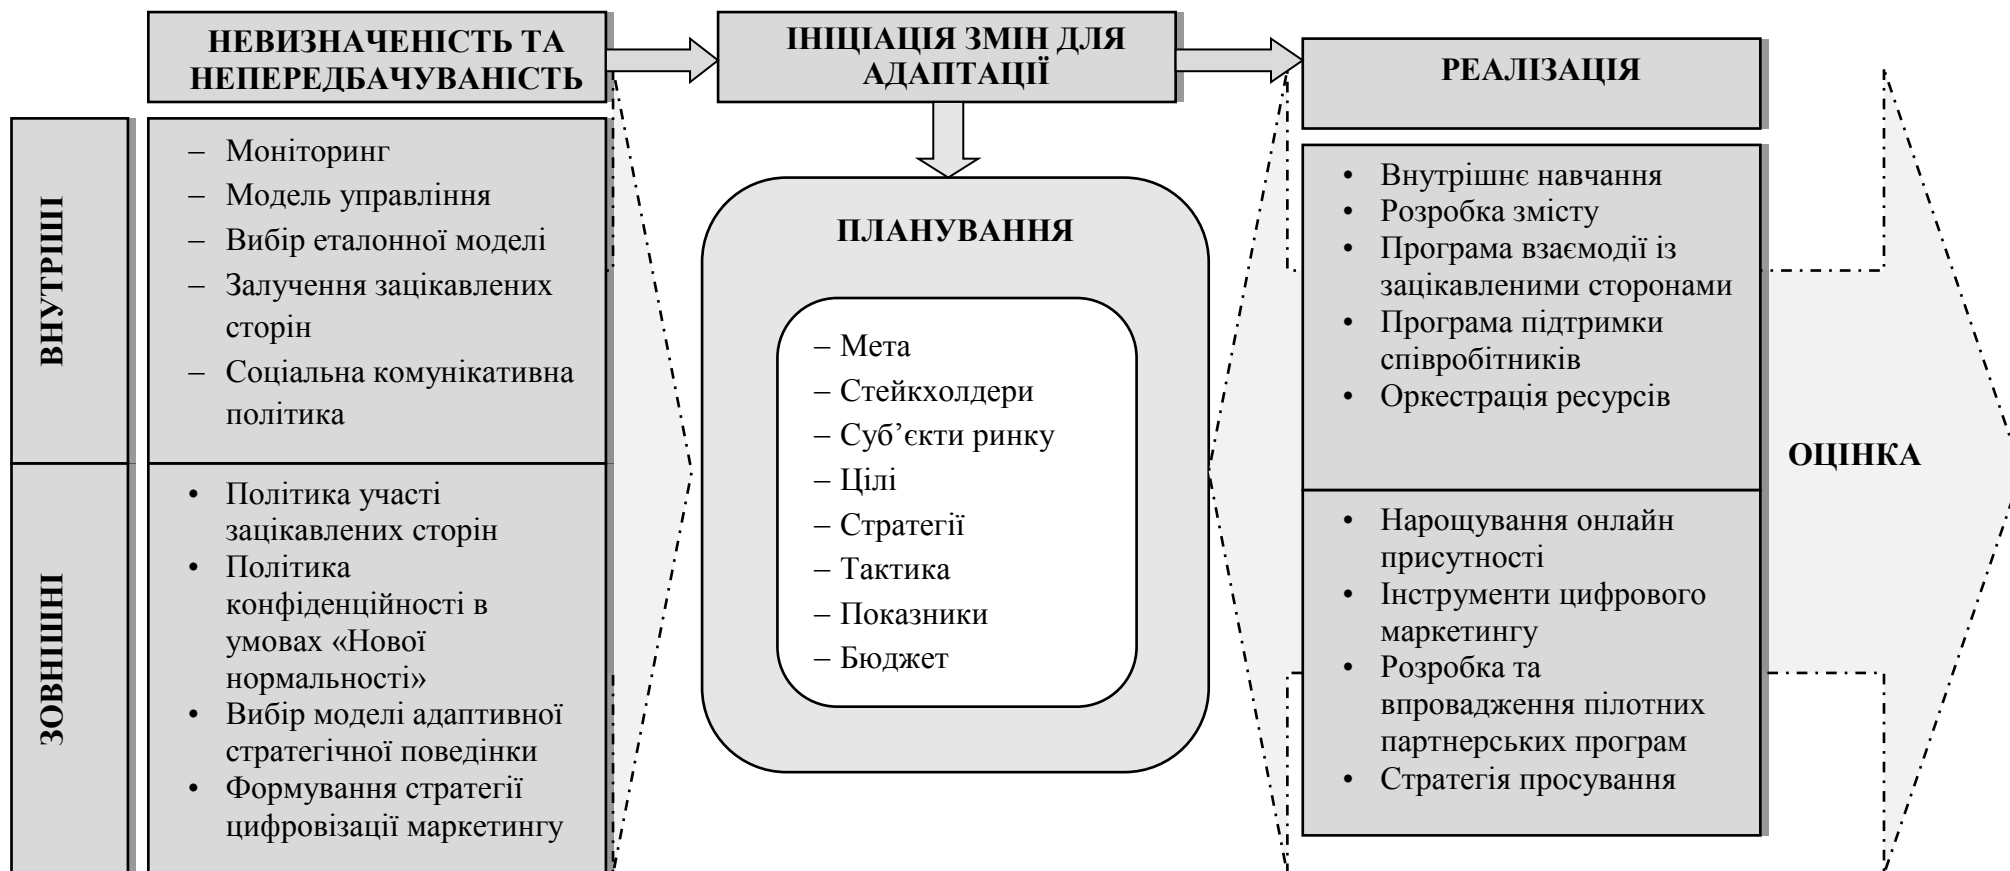 НЕВИЗНАЧЕНІСТЬ ТА
НЕПЕРЕДБАЧУВАНІСТЬ
ІНІЦІАЦІЯ ЗМІН ДЛЯ
АДАПТАЦІЇ
РЕАЛІЗАЦІЯ
ВНУТРІШІ
– Моніторинг
– Модель управління
– Вибір еталонної моделі
– Залучення зацікавлених
сторін
– Соціальна комунікативна
політика
ЗОВНІШНІ
• Політика участі
зацікавлених сторін
• Політика
конфіденційності в
умовах «Нової
нормальності»
• Вибір моделі адаптивної
стратегічної поведінки
• Формування стратегії
цифровізації маркетингу
ПЛАНУВАННЯ
– Мета
– Стейкхолдери
– Суб’єкти ринку
– Цілі
– Стратегії
– Тактика
– Показники
– Бюджет
• Внутрішнє навчання
• Розробка змісту
• Програма взаємодії із
зацікавленими сторонами
• Програма підтримки
співробітників
• Оркестрація ресурсів
• Нарощування онлайн
присутності
• Інструменти цифрового
маркетингу
• Розробка та
впровадження пілотних
партнерських програм
• Стратегія просування
ОЦІНКА